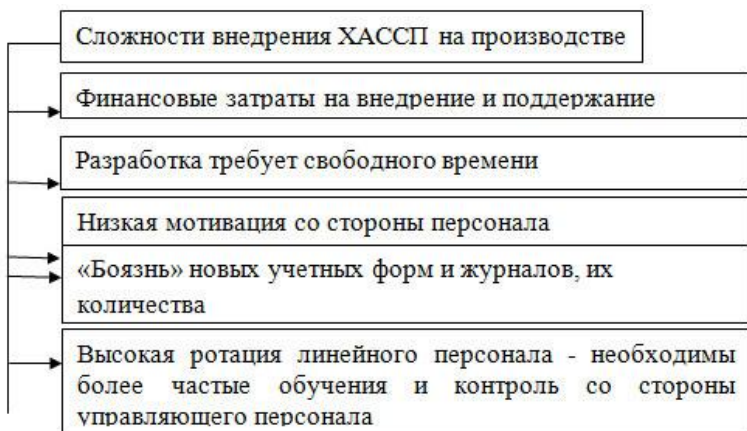 Сложности внедрения ХАССП на производстве
Финансовые затраты на внедрение и поддержание
Разработка требует свободного времени
Низкая мотивация со стороны персонала
«Боязнь» новых учетных форм и журналов, их
количества
Высокая ротация линейного персонала - необходимы
более частые обучения и контроль со стороны
управляющего персонала